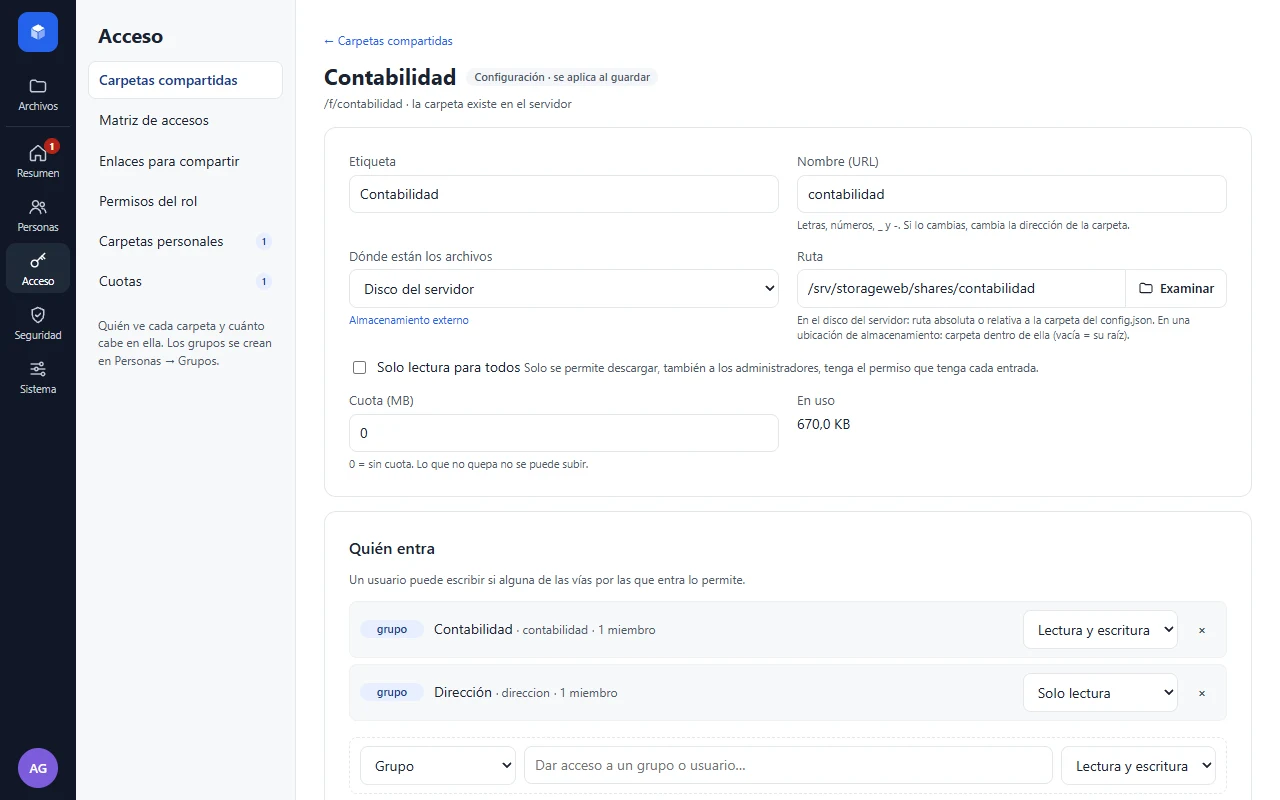 Archivos
1
Resumen
Personas
Acceso
Seguridad
Sistema
AG
Acceso
Carpetas compartidas
Matriz de accesos
Enlaces para compartir
Permisos del rol
Carpetas personales 1
Cuotas 1
Quién ve cada carpeta y cuánto
cabe en ella. Los grupos se crean
en Personas → Grupos.
← Carpetas compartidas
Contabilidad Configuración · se aplica al guardar
/f/contabilidad · la carpeta existe en el servidor
Etiqueta
Contabilidad
Nombre (URL)
contabilidad
Letras, números, _ y -. Si lo cambias, cambia la dirección de la carpeta.
Dónde están los archivos
Disco del servidor
Almacenamiento externo
Ruta
/srv/storageweb/shares/contabilidad Examinar
En el disco del servidor: ruta absoluta o relativa a la carpeta del config.json. En una
ubicación de almacenamiento: carpeta dentro de ella (vacía = su raíz).
Solo lectura para todos Solo se permite descargar, también a los administradores, tenga el permiso que tenga cada entrada.
Cuota (MB)
0
0 = sin cuota. Lo que no quepa no se puede subir.
En uso
670,0 KB
Quién entra
Un usuario puede escribir si alguna de las vías por las que entra lo permite.
grupo Contabilidad · contabilidad · 1 miembro Lectura y escritura ×
grupo Dirección · direccion · 1 miembro Solo lectura ×
Grupo Dar acceso a un grupo o usuario... Lectura y escritura